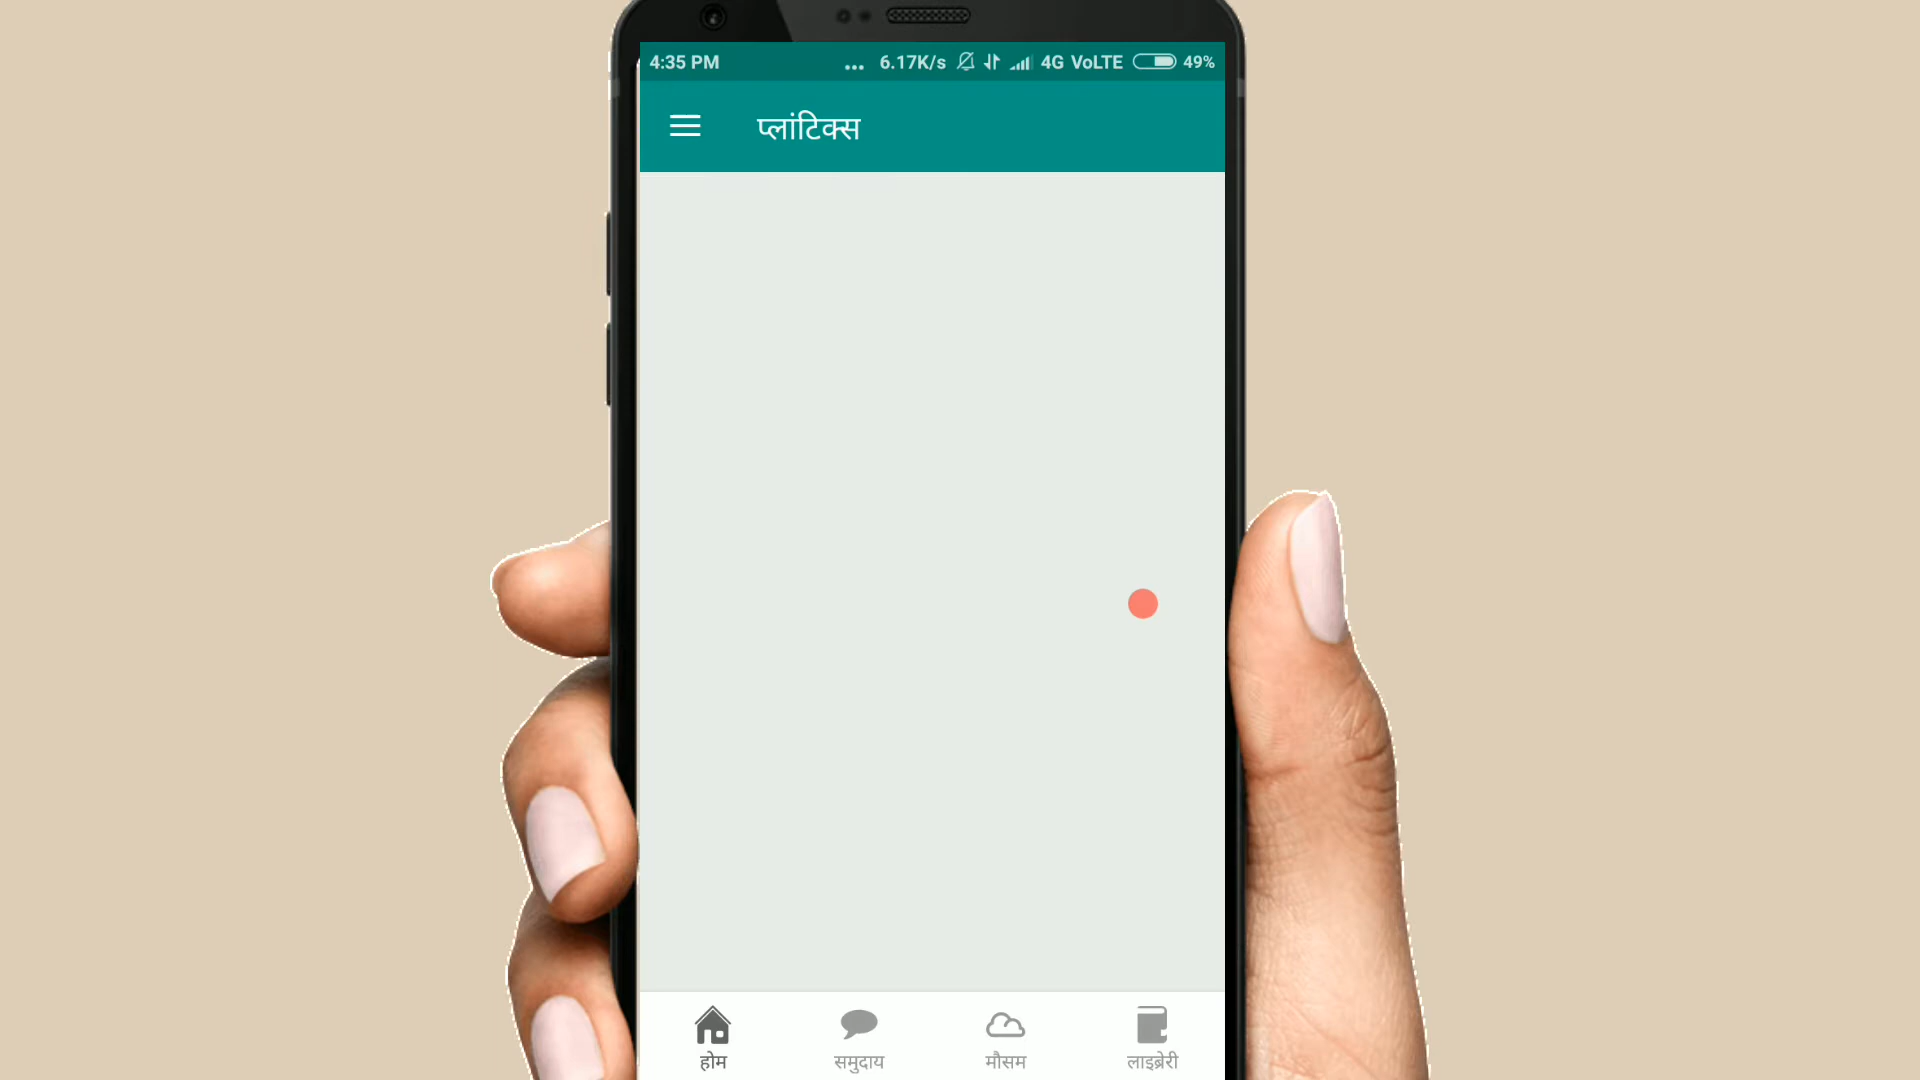 4:35 PM ... 6.17K/s 4G VoLTE 49%
प्लांटिक्स
होम समुदाय मौसम लाइब्रेरी